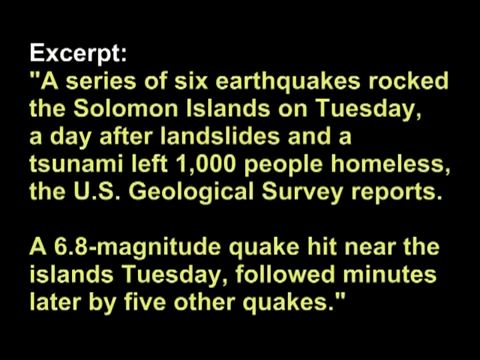 Excerpt:
"A series of six earthquakes rocked
the Solomon Islands on Tuesday,
a day after landslides and a
tsunami left 1,000 people homeless,
the U.S. Geological Survey reports.
A 6.8-magnitude quake hit near the
islands Tuesday, followed minutes
later by five other quakes."